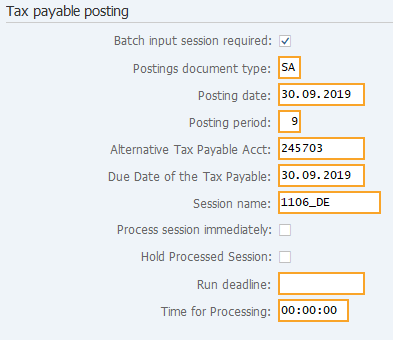 Tax payable posting
Batch input session required:
Postings document type: SA
Posting date: 30.09.2019
Posting period: 9
Alternative Tax Payable Acct: 245703
Due Date of the Tax Payable: 30.09.2019
Session name: 1106_DE
Process session immediately:
Hold Processed Session:
Run deadline:
Time for Processing: 00:00:00